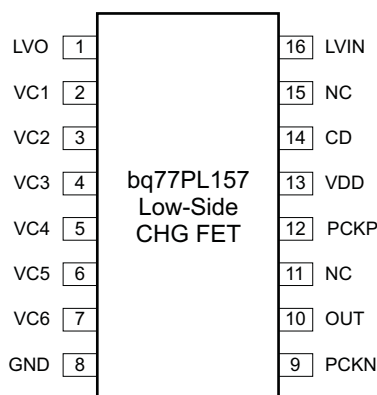 LVO 1 16 LVIN
VC1 2 15 NC
VC2 3 14 CD
VC3 4 bq77PL157 13 VDD
Low-Side
VC4 5 CHG FET 12 PCKP
VC5 6 11 NC
VC6 7 10 OUT
GND 8 9 PCKN